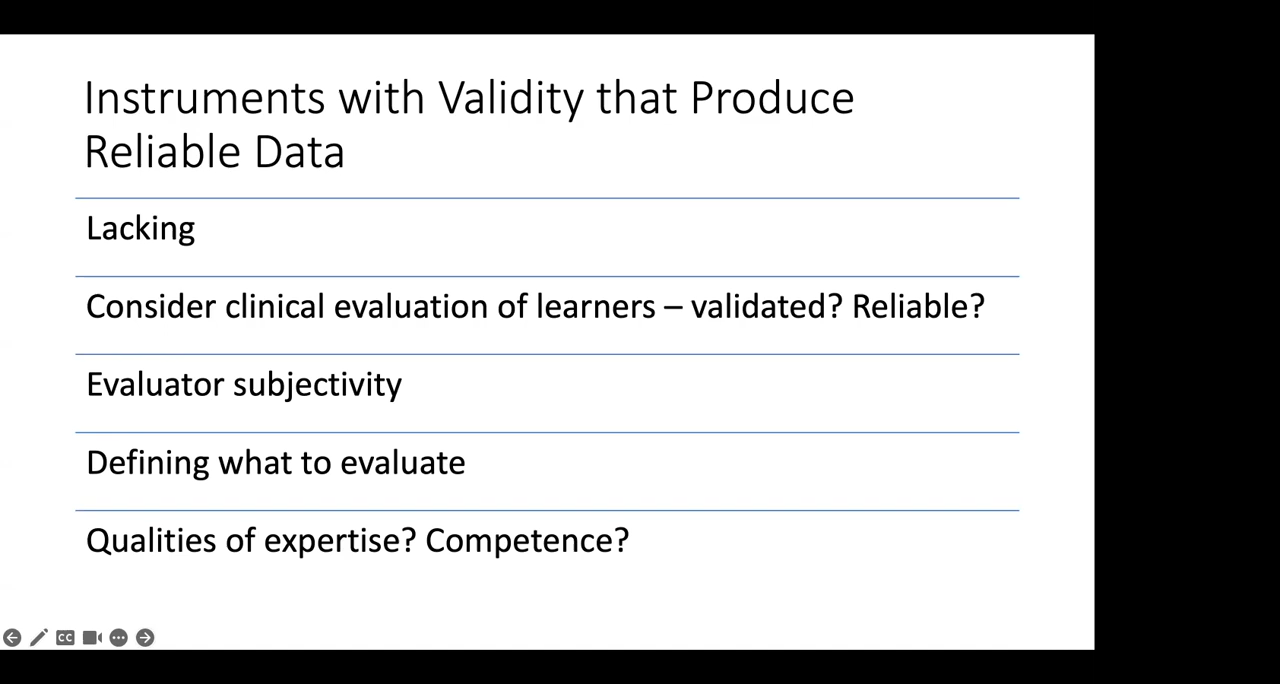 Instruments with Validity that Produce
Reliable Data
Lacking
Consider clinical evaluation of learners – validated? Reliable?
Evaluator subjectivity
Defining what to evaluate
Qualities of expertise? Competence?
CC